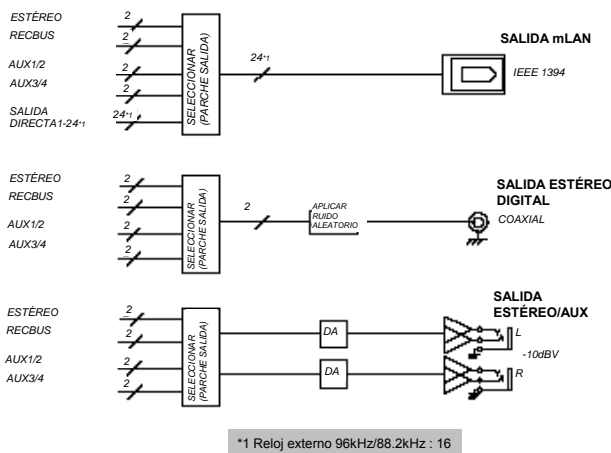 ESTÉREO
RECBUS
AUX1/2
AUX3/4
SALIDA
DIRECTA1-24*1
2
2
2
2
24*1
SELECCIONAR
(PARCHE SALIDA)
24*1
SALIDA mLAN
IEEE 1394
ESTÉREO
RECBUS
AUX1/2
AUX3/4
2
2
2
2
SELECCIONAR
(PARCHE SALIDA)
2
APLICAR
RUIDO
ALEATORIO
SALIDA ESTÉREO
DIGITAL
COAXIAL
ESTÉREO
RECBUS
AUX1/2
AUX3/4
2
2
2
2
SELECCIONAR
(PARCHE SALIDA)
DA
DA
SALIDA
ESTÉREO/AUX
L
-10dBV
R
*1 Reloj externo 96kHz/88.2kHz : 16